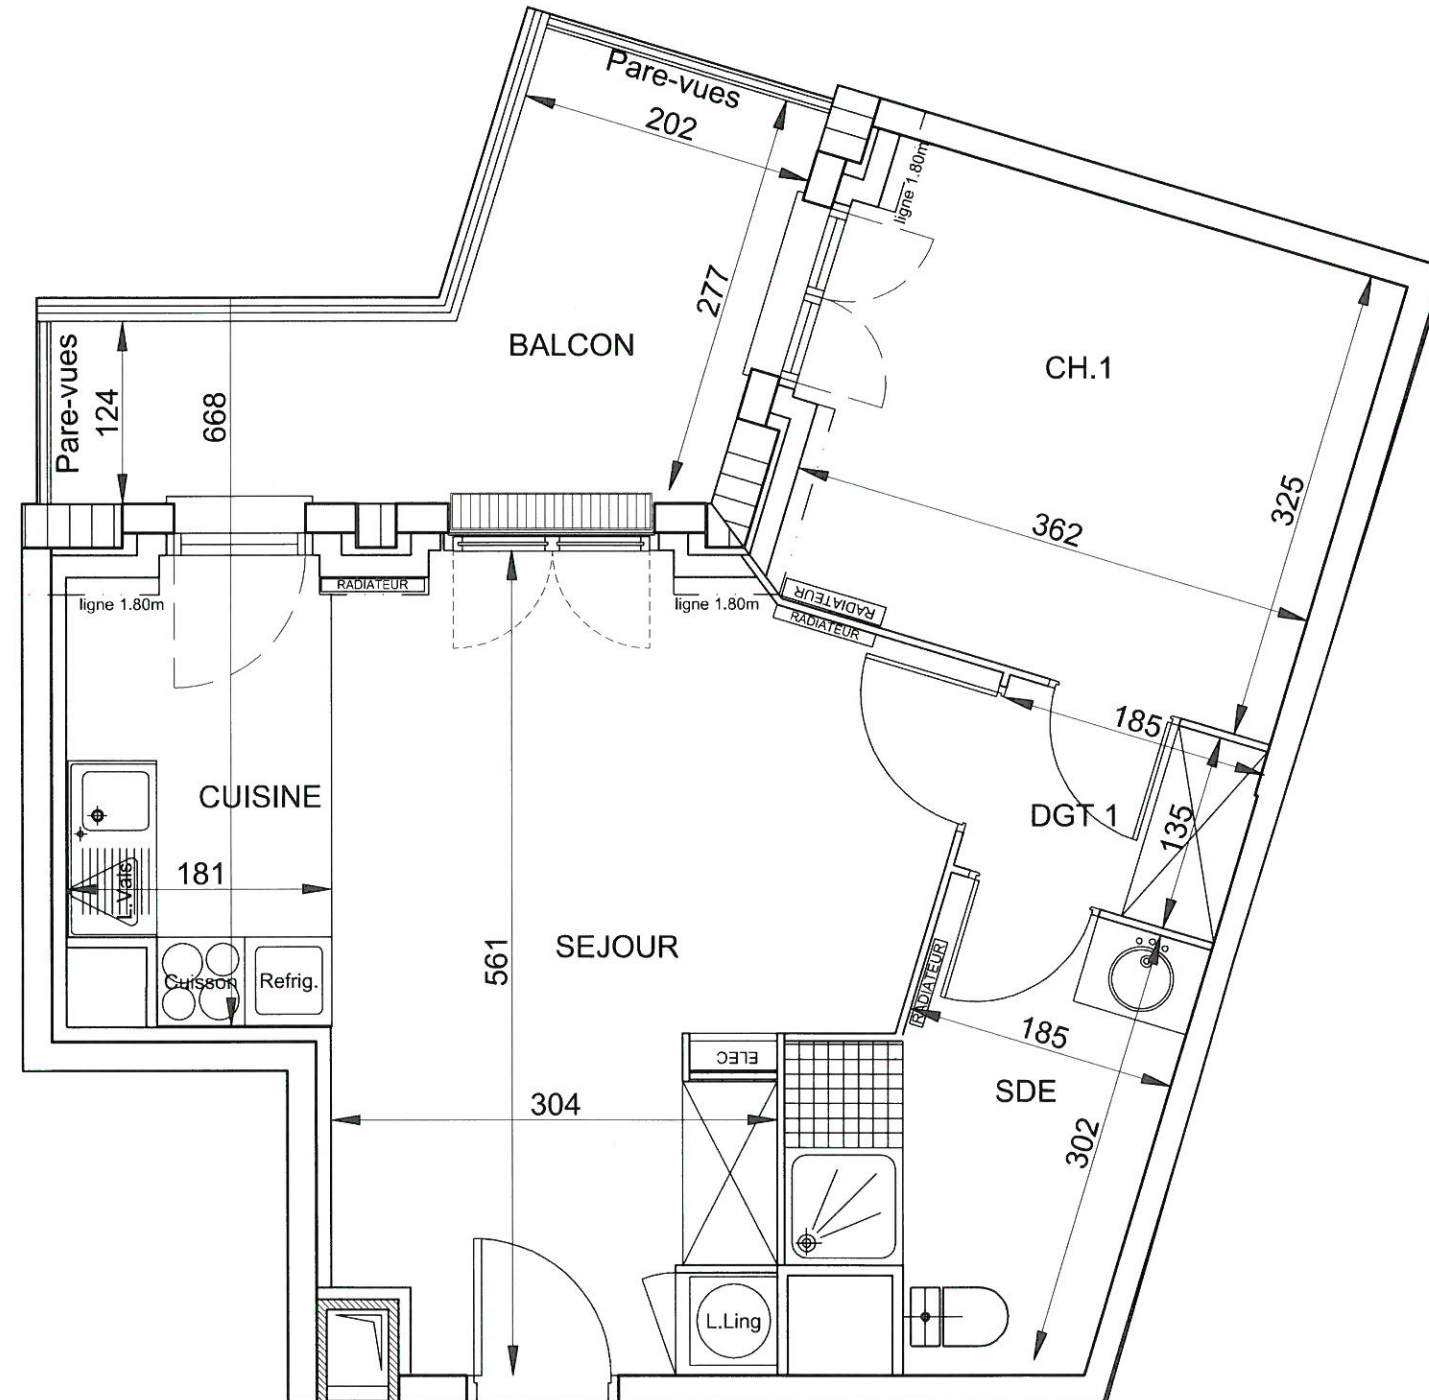 Pare-vues
202
ligne 1.80m
277
BALCON
CH.1
Pare-vues
124
668
325
362
RADIATEUR
ligne 1.80m
ligne 1.80m
RADIATEUR
RADIATEUR
185
CUISINE
DGT 1
135
181
L.Vais
561
SEJOUR
Cuisson
Refrig.
RADIATEUR
185
ELEC
SDE
304
302
L.Ling